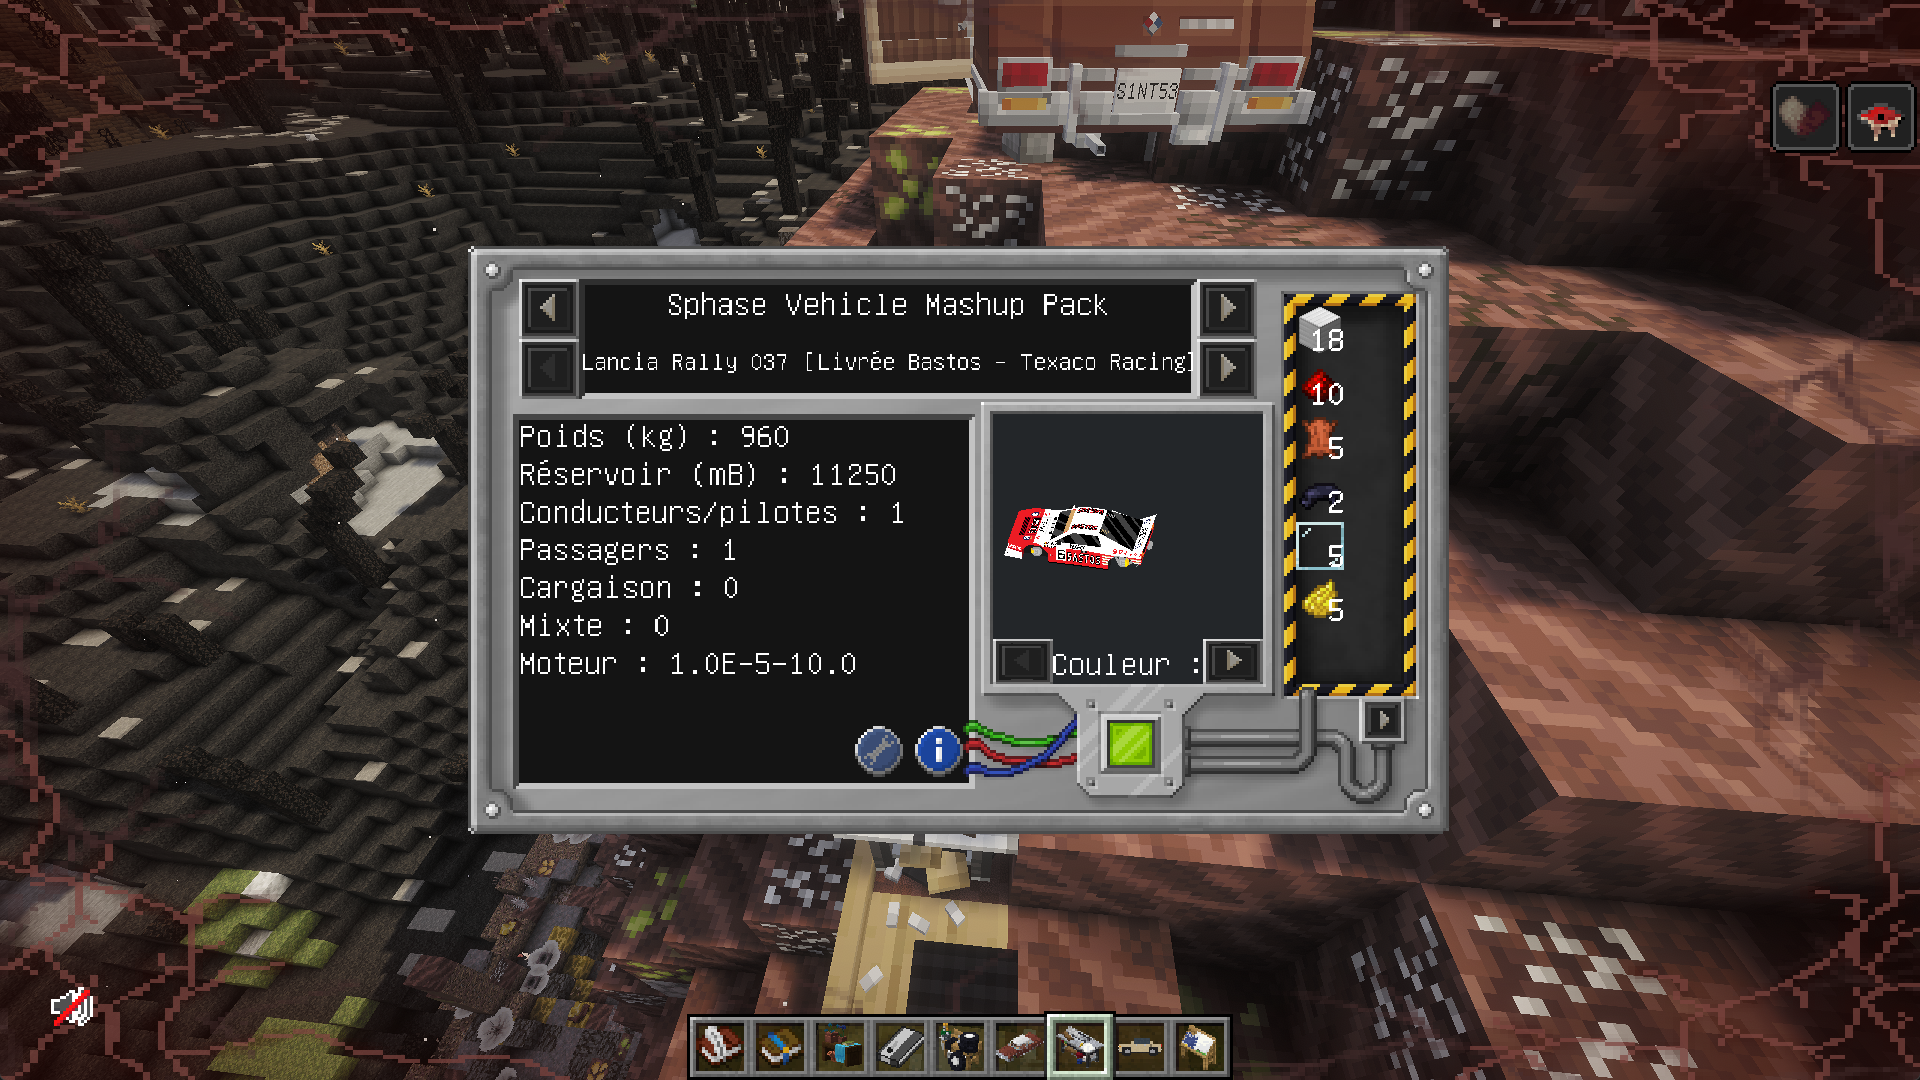 S1NT53
Sphase Vehicle Mashup Pack
Lancia Rally 037 [Livrée Bastos - Texaco Racing]
18
10
5
2
5
5
Poids (kg) : 960
Réservoir (mB) : 11250
Conducteurs/pilotes : 1
Passagers : 1
Cargaison : 0
Mixte : 0
Moteur : 1.0E-5-10.0
BASTOS
Couleur :